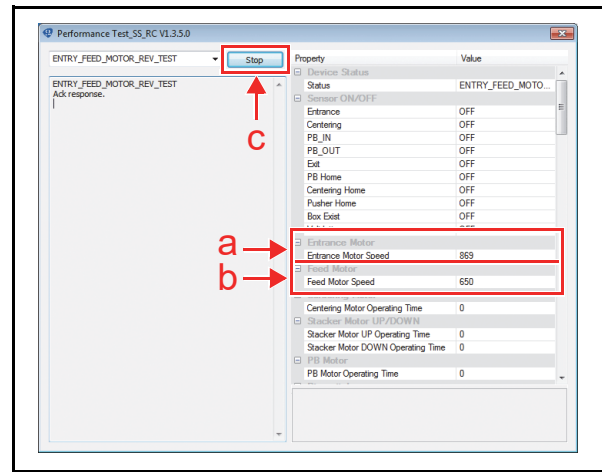 Performance Test_SS_RC V1.3.5.0
ENTRY_FEED_MOTOR_REV_TEST
Stop
ENTRY_FEED_MOTOR_REV_TEST
Ack response.
c
a
b
Property Value
Device Status
Status ENTRY_FEED_MOTO...
Sensor ON/OFF
Entrance OFF
Centering OFF
PB_IN OFF
PB_OUT OFF
Exit OFF
PB Home OFF
Centering Home OFF
Pusher Home OFF
Box Exist OFF
Entrance Motor
Entrance Motor Speed 869
Feed Motor
Feed Motor Speed 650
Centering Motor Operating Time 0
Stacker Motor UP/DOWN
Stacker Motor UP Operating Time 0
Stacker Motor DOWN Operating Time 0
PB Motor
PB Motor Operating Time 0